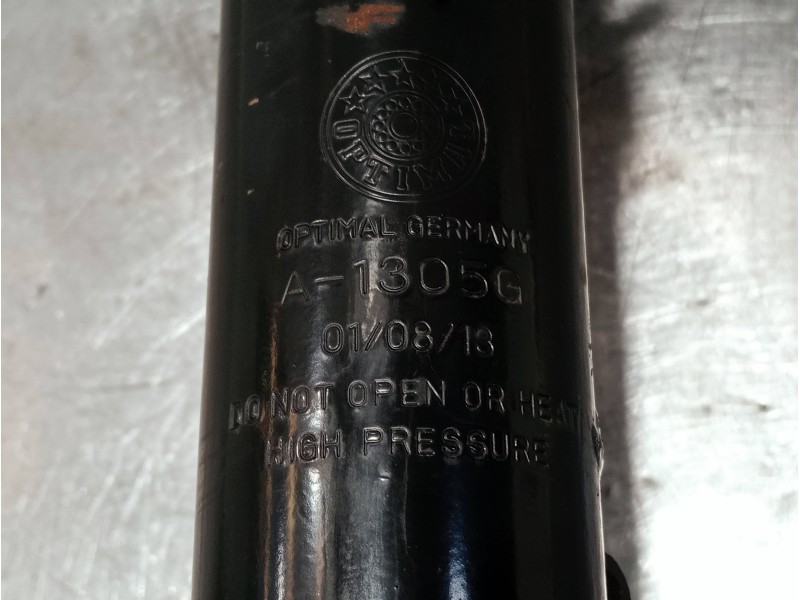 OPTIMAL
OPTIMAL GERMANY
A-1305G
01/08/13
DO NOT OPEN OR HEAT
HIGH PRESSURE